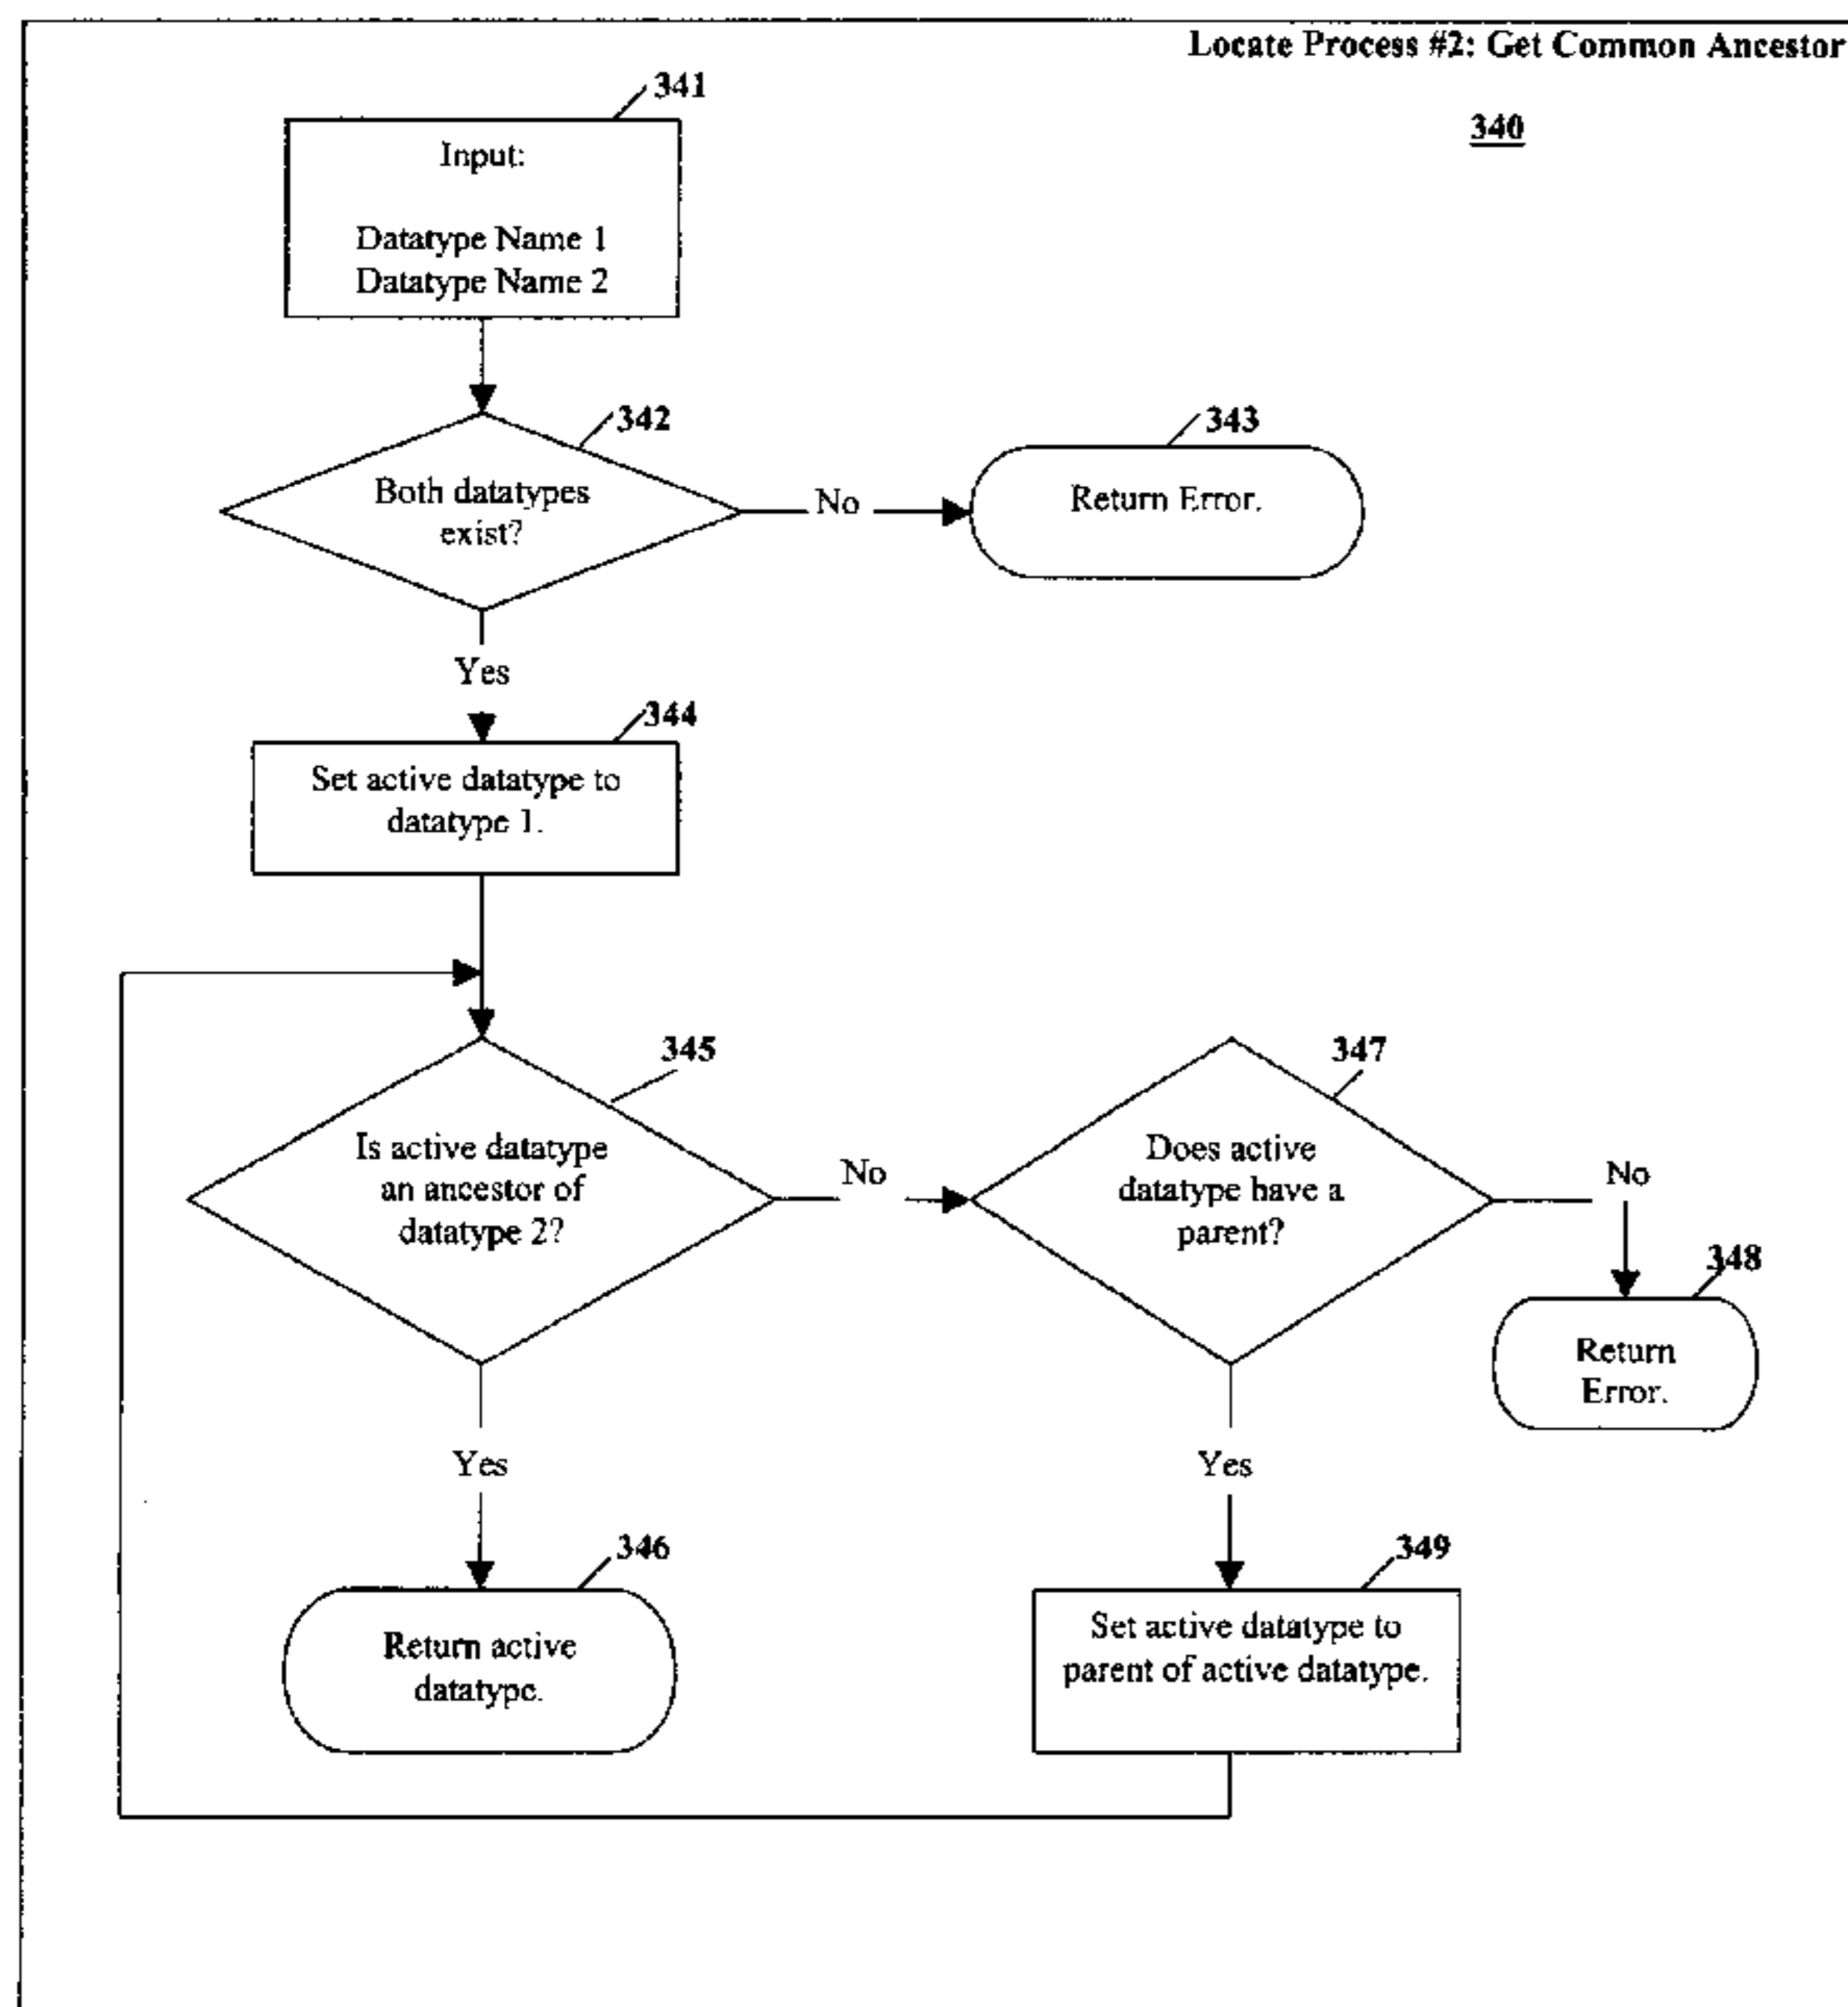 Locate Process #2: Get Common Ancestor
340
341
Input:
Datatype Name 1
Datatype Name 2
342
Both datatypes
exist?
No
343
Return Error.
Yes
344
Set active datatype to
datatype 1.
345
Is active datatype
an ancestor of
datatype 2?
No
347
Does active
datatype have a
parent?
No
348
Return
Error.
Yes
346
Return active
datatype.
Yes
349
Set active datatype to
parent of active datatype.